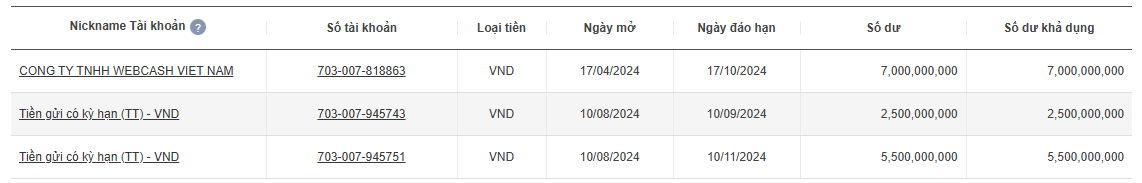 Nickname Tài khoản ? Số tài khoản Loại tiền Ngày mở Ngày đáo hạn Số dư Số dư khả dụng
CONG TY TNHH WEBCASH VIET NAM 703-007-818863 VND 17/04/2024 17/10/2024 7,000,000,000 7,000,000,000
Tiền gửi có kỳ hạn (TT) - VND 703-007-945743 VND 10/08/2024 10/09/2024 2,500,000,000 2,500,000,000
Tiền gửi có kỳ hạn (TT) - VND 703-007-945751 VND 10/08/2024 10/11/2024 5,500,000,000 5,500,000,000